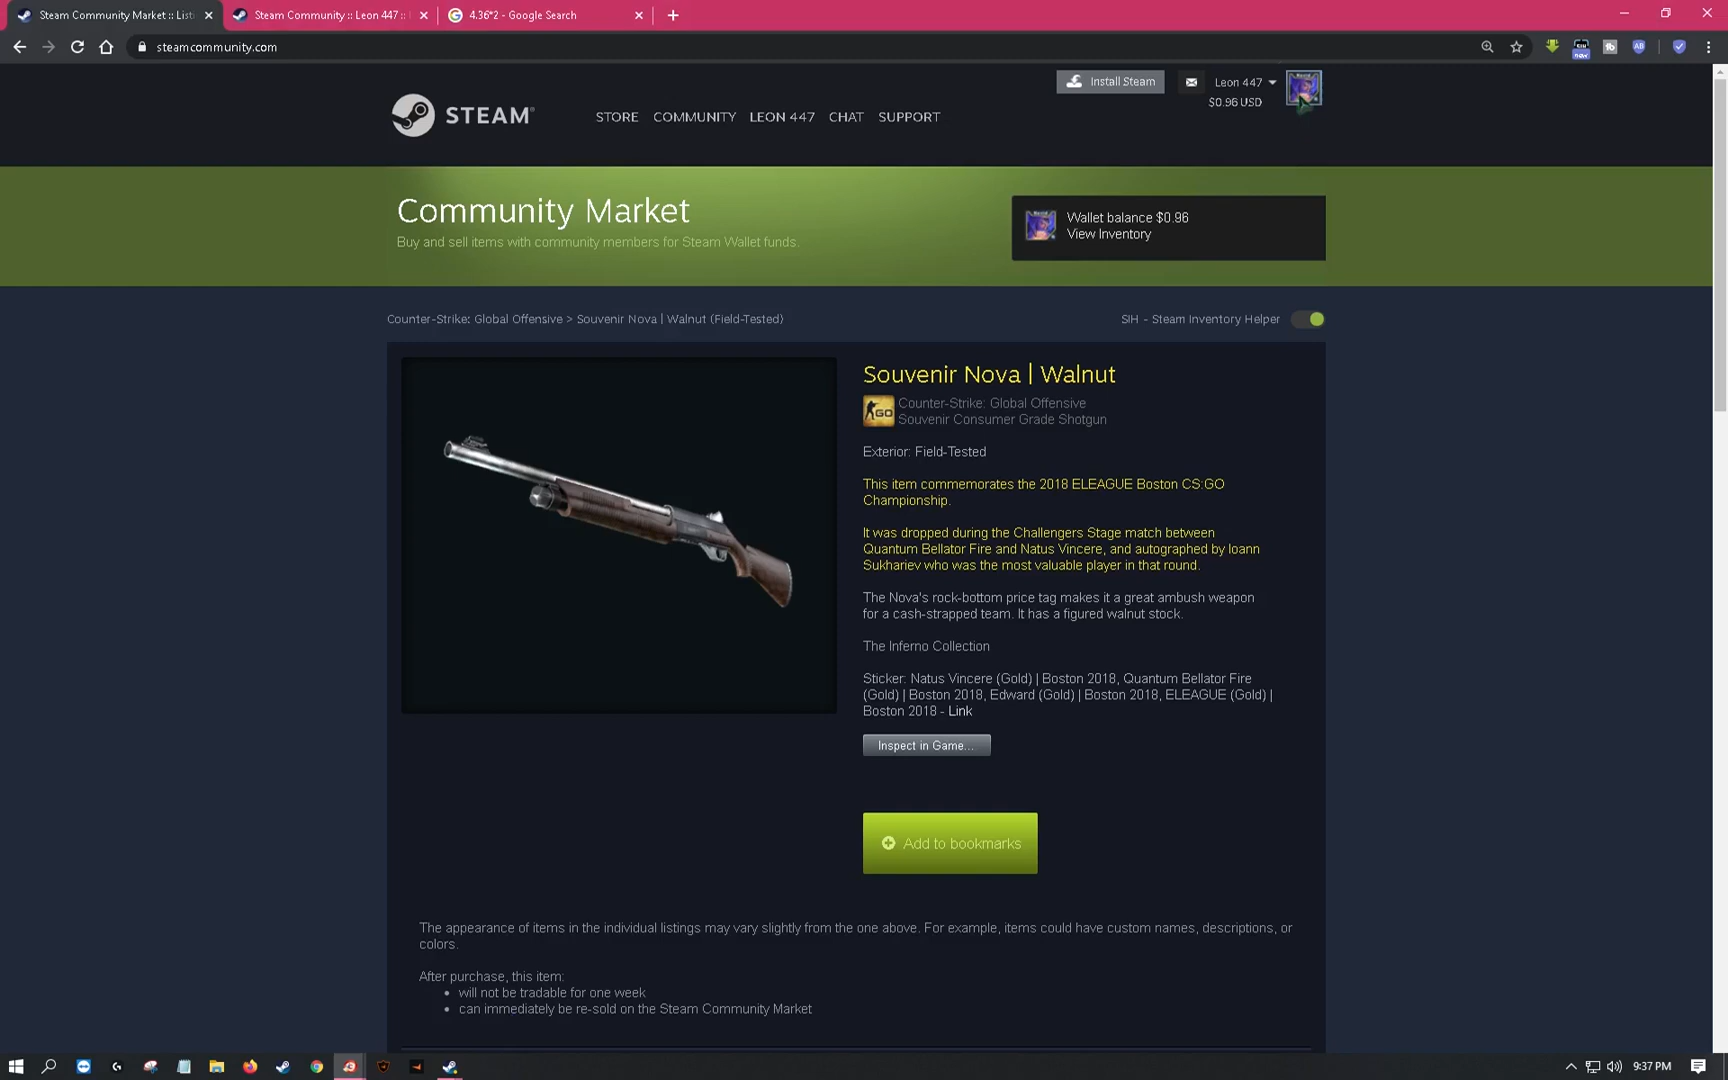 Steam Community Market :: Listi
Steam Community :: Leon 447 ::
4.36*2 - Google Search
steamcommunity.com
Install Steam
Leon 447
$0.96 USD
STEAM
STORE COMMUNITY LEON 447 CHAT SUPPORT
Community Market
Buy and sell items with community members for Steam Wallet funds.
Wallet balance $0.96
View Inventory
Counter-Strike: Global Offensive > Souvenir Nova | Walnut (Field-Tested)
SIH - Steam Inventory Helper
Souvenir Nova | Walnut
GO
Counter-Strike: Global Offensive
Souvenir Consumer Grade Shotgun
Exterior: Field-Tested
This item commemorates the 2018 ELEAGUE Boston CS:GO
Championship.
It was dropped during the Challengers Stage match between
Quantum Bellator Fire and Natus Vincere, and autographed by Ioann
Sukhariev who was the most valuable player in that round.
The Nova's rock-bottom price tag makes it a great ambush weapon
for a cash-strapped team. It has a figured walnut stock.
The Inferno Collection
Sticker: Natus Vincere (Gold) | Boston 2018, Quantum Bellator Fire
(Gold) | Boston 2018, Edward (Gold) | Boston 2018, ELEAGUE (Gold) |
Boston 2018 - Link
Inspect in Game...
Add to bookmarks
The appearance of items in the individual listings may vary slightly from the one above. For example, items could have custom names, descriptions, or
colors.
After purchase, this item:
• will not be tradable for one week
• can immediately be re-sold on the Steam Community Market
9:37 PM